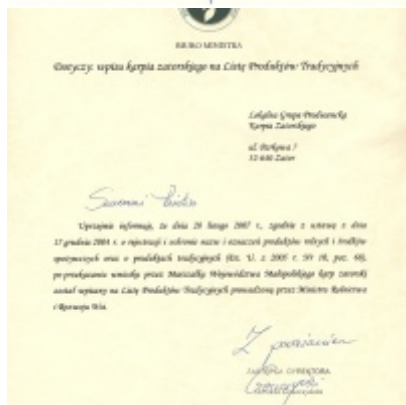 BIURO MINISTRA
Dotyczy: wpisu karpia zatorskiego na Listę Produktów Tradycyjnych
Lokalna Grupa Producencka
Karpia Zatorskiego
ul. Parkowa 7
32-640 Zator
Szanowni Państwo
Uprzejmie informuję, że dnia 28 lutego 2007 r., zgodnie z ustawą z dnia
17 grudnia 2004 r. o rejestracji i ochronie nazw i oznaczeń produktów rolnych i środków
spożywczych oraz o produktach tradycyjnych (Dz. U. z 2005 r. Nr 10, poz. 68),
po przekazaniu wniosku przez Marszałka Województwa Małopolskiego karp zatorski
został wpisany na Listę Produktów Tradycyjnych prowadzoną przez Ministra Rolnictwa
i Rozwoju Wsi.
Z poważaniem
ZASTĘPCA DYREKTORA